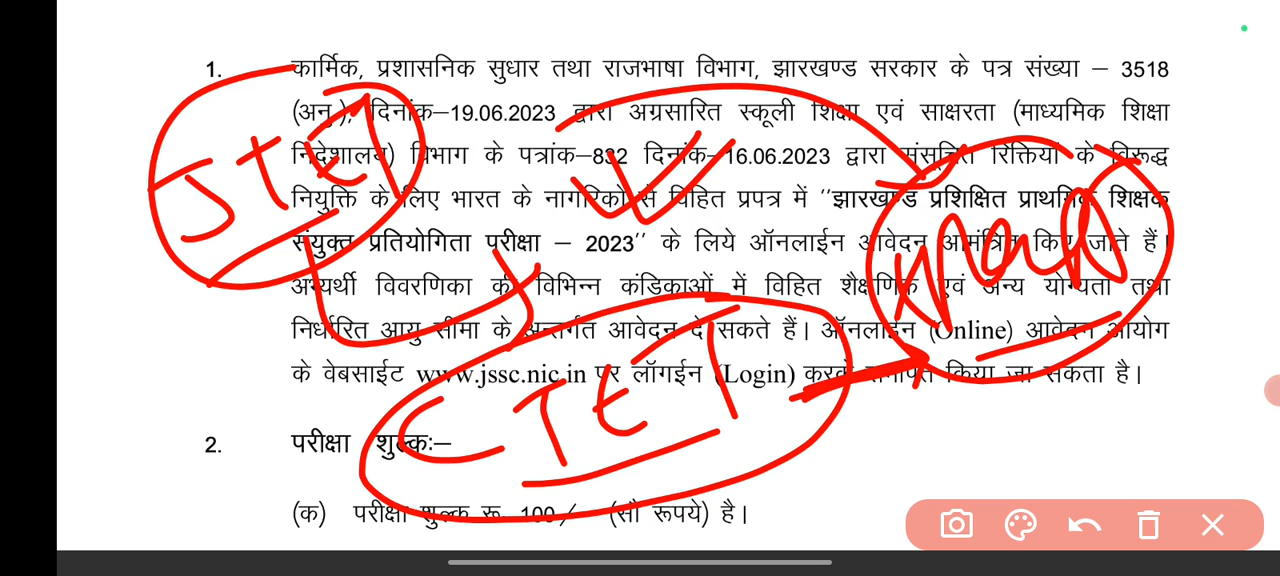 1. कार्मिक, प्रशासनिक सुधार तथा राजभाषा विभाग, झारखण्ड सरकार के पत्र संख्या – 3518
(अनु.), दिनांक–19.06.2023 द्वारा अग्रसारित स्कूली शिक्षा एवं साक्षरता (माध्यमिक शिक्षा
निदेशालय) विभाग के पत्रांक–832 दिनांक–16.06.2023 द्वारा संसूचित रिक्तियों के विरूद्ध
नियुक्ति के लिए भारत के नागरिकों से विहित प्रपत्र में ''झारखण्ड प्रशिक्षित प्राथमिक शिक्षक
संयुक्त प्रतियोगिता परीक्षा – 2023'' के लिये ऑनलाईन आवेदन आमंत्रित किए जाते हैं।
अभ्यर्थी विवरणिका की विभिन्न कंडिकाओं में विहित शैक्षणिक एवं अन्य योग्यता तथा
निर्धारित आयु सीमा के अन्तर्गत आवेदन दे सकते हैं। ऑनलाईन (Online) आवेदन आयोग
के वेबसाईट www.jssc.nic.in पर लॉगईन (Login) करके समर्पित किया जा सकता है।
2. परीक्षा शुल्कः–
(क) परीक्षा शुल्क रू. 100/– (सौ रूपये) है।
JTET
CTET